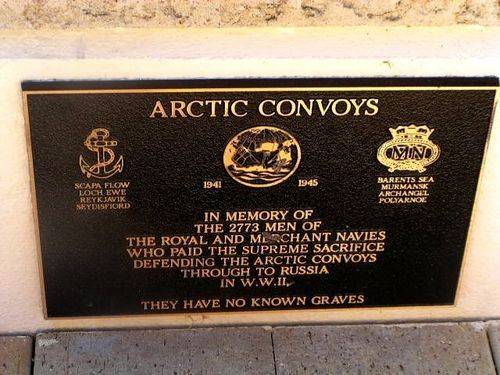 ARCTIC CONVOYS
SCAPA FLOW
LOCH EWE
REYKJAVIK
SEYDISFIORD
1941
1945
MN
BARENTS SEA
MURMANSK
ARCHANGEL
POLYARNOE
IN MEMORY OF
THE 2773 MEN OF
THE ROYAL AND MERCHANT NAVIES
WHO PAID THE SUPREME SACRIFICE
DEFENDING THE ARCTIC CONVOYS
THROUGH TO RUSSIA
IN W.W.II.
THEY HAVE NO KNOWN GRAVES